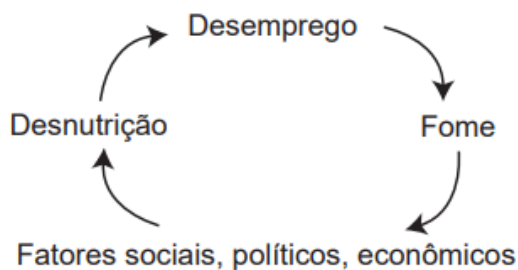 Desemprego
Desnutrição
Fome
Fatores sociais, políticos, econômicos